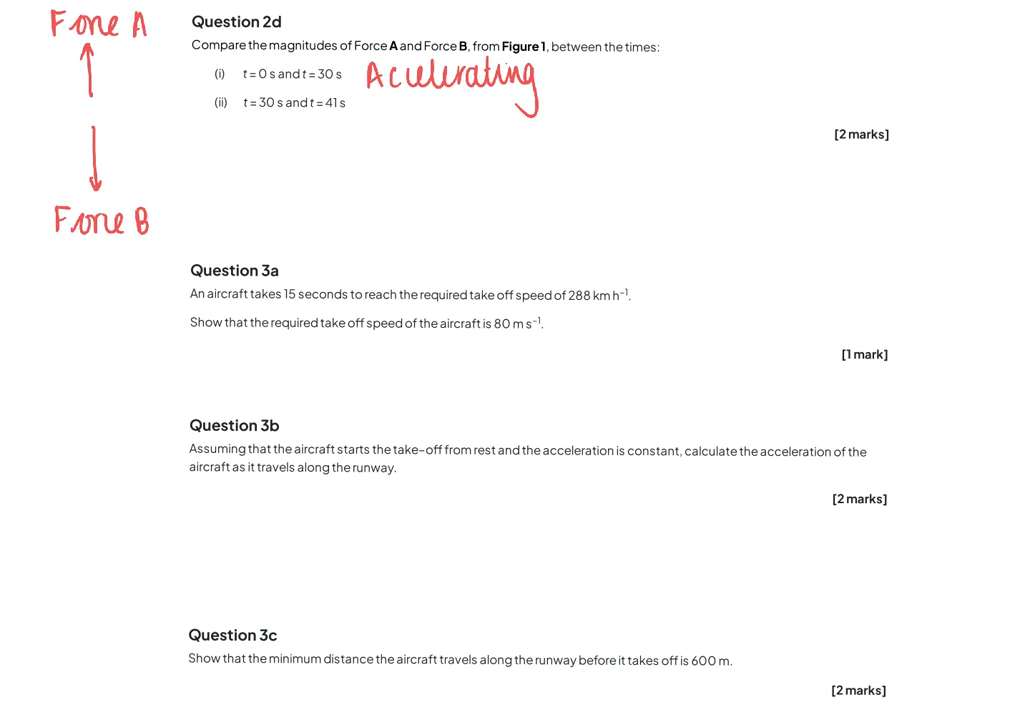 Force A
Question 2d
Compare the magnitudes of Force A and Force B, from Figure 1, between the times:
(i) t = 0 s and t = 30 s Acelerating
(ii) t = 30 s and t = 41 s
[2 marks]
Force B
Question 3a
An aircraft takes 15 seconds to reach the required take off speed of 288 km h⁻¹.
Show that the required take off speed of the aircraft is 80 m s⁻¹.
[1 mark]
Question 3b
Assuming that the aircraft starts the take-off from rest and the acceleration is constant, calculate the acceleration of the
aircraft as it travels along the runway.
[2 marks]
Question 3c
Show that the minimum distance the aircraft travels along the runway before it takes off is 600 m.
[2 marks]